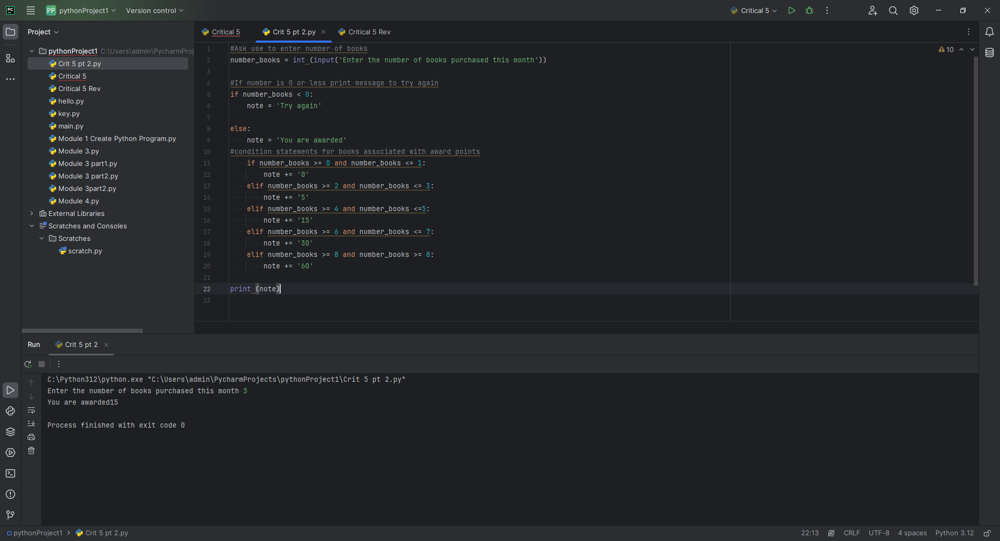 PC
PP pythonProject1
Version control
Critical 5
Project
Critical 5
Crit 5 pt 2.py
Critical 5 Rev
pythonProject1 C:\Users\admin\PycharmProj
Crit 5 pt 2.py
Critical 5
Critical 5 Rev
hello.py
key.py
main.py
Module 1 Create Python Program.py
Module 3.py
Module 3 part1.py
Module 3 part2.py
Module 3part2.py
Module 4.py
External Libraries
Scratches and Consoles
Scratches
scratch.py
1 #Ask use to enter number of books
2 number_books = int (input('Enter the number of books purchased this month'))
3
4 #If number is 0 or less print message to try again
5 if number_books < 0:
6 note = 'Try again'
7
8 else:
9 note = 'You are awarded'
10 #condition statements for books associated with award points
11 if number_books >= 0 and number_books <= 1:
12 note += '0'
13 elif number_books >= 2 and number_books <= 3:
14 note += '5'
15 elif number_books >= 4 and number_books <=5:
16 note += '15'
17 elif number_books >= 6 and number_books <= 7:
18 note += '30'
19 elif number_books >= 8 and number_books >= 8:
20 note += '60'
21
22 print (note)
23
10
Run
Crit 5 pt 2
C:\Python312\python.exe "C:\Users\admin\PycharmProjects\pythonProject1\Crit 5 pt 2.py"
Enter the number of books purchased this month 5
You are awarded15
Process finished with exit code 0
pythonProject1 > Crit 5 pt 2.py
22:13
CRLF
UTF-8
4 spaces
Python 3.12